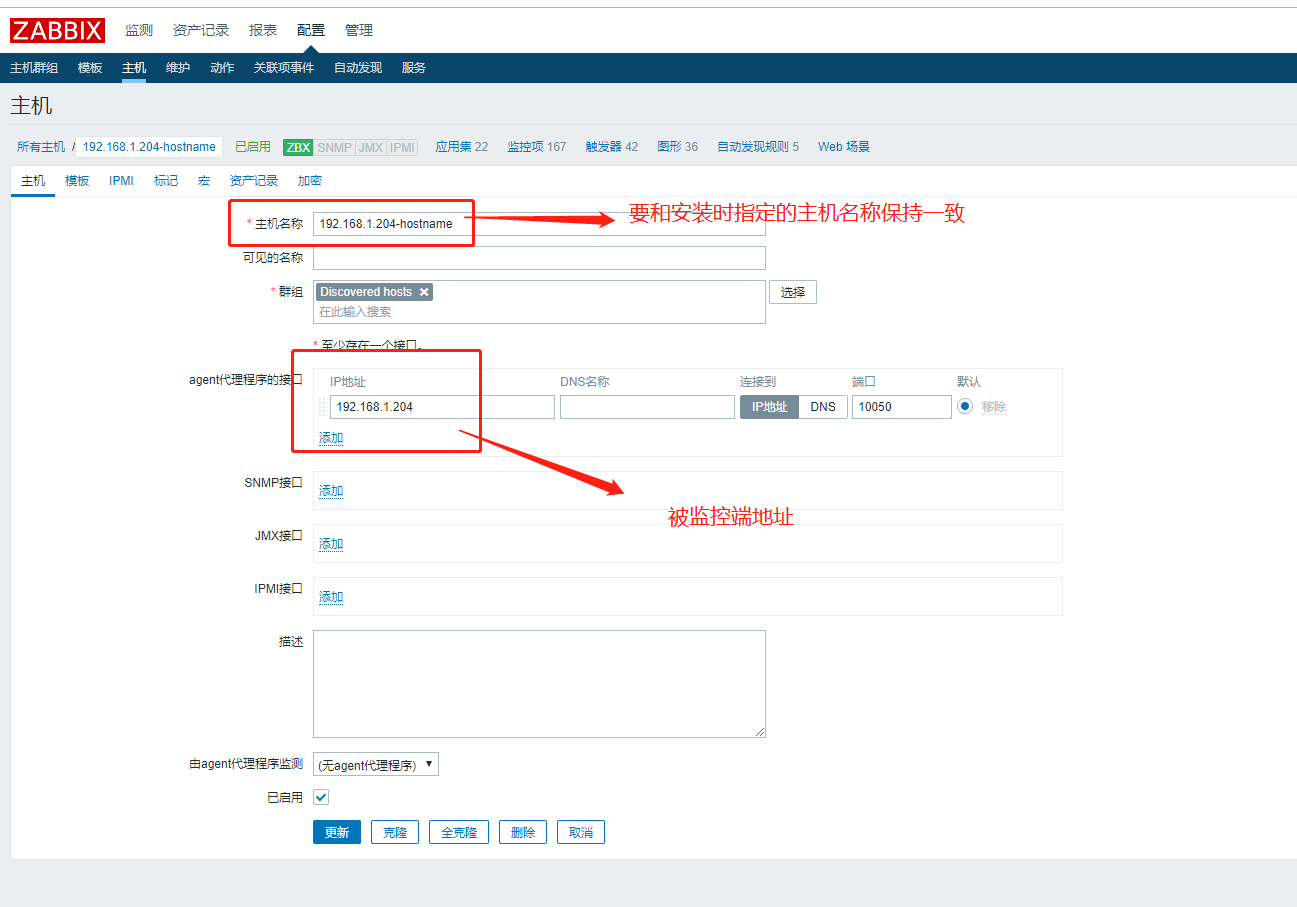 ZABBIX 监测 资产记录 报表 配置 管理
主机群组 模板 主机 维护 动作 关联项事件 自动发现 服务
主机
所有主机 / 192.168.1.204-hostname 已启用 ZBX SNMP JMX IPMI 应用集 22 监控项 167 触发器 42 图形 36 自动发现规则 5 Web 场景
主机 模板 IPMI 标记 宏 资产记录 加密
* 主机名称 192.168.1.204-hostname 要和安装时指定的主机名称保持一致
可见的名称
* 群组 Discovered hosts 选择
在此输入搜索
* 至少存在一个接口。
agent代理程序的接口 IP地址 DNS名称 连接到 端口 默认
192.168.1.204 IP地址 DNS 10050 移除
添加
SNMP接口 添加
被监控端地址
JMX接口 添加
IPMI接口 添加
描述
由agent代理程序监测 (无agent代理程序)
已启用
更新 克隆 全克隆 删除 取消